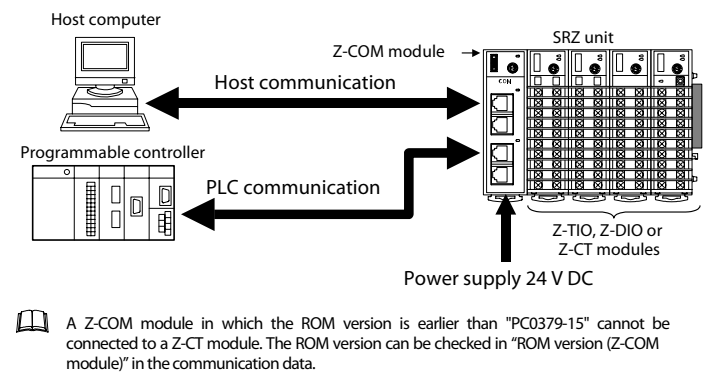 Host computer
SRZ unit
Z-COM module
Host communication
Programmable controller
PLC communication
Z-TIO, Z-DIO or
Z-CT modules
Power supply 24 V DC
A Z-COM module in which the ROM version is earlier than "PC0379-15" cannot be
connected to a Z-CT module. The ROM version can be checked in “ROM version (Z-COM
module)” in the communication data.